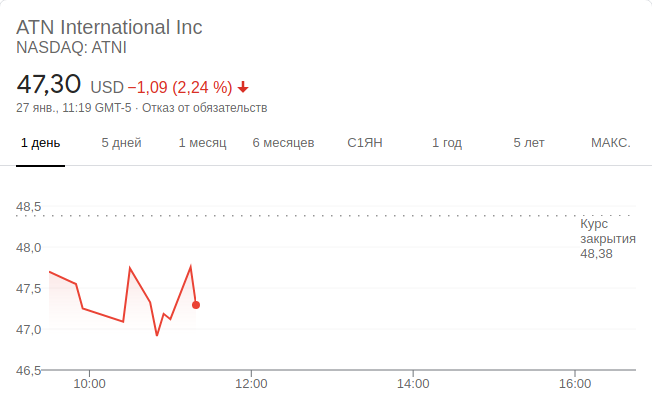 ATN International Inc
NASDAQ: ATNI
47,30 USD −1,09 (2,24 %)
27 янв., 11:19 GMT-5 · Отказ от обязательств
1 день 5 дней 1 месяц 6 месяцев С1ЯН 1 год 5 лет МАКС.
48,5
Курс
закрытия
48,38
48,0
47,5
47,0
46,5
10:00 12:00 14:00 16:00